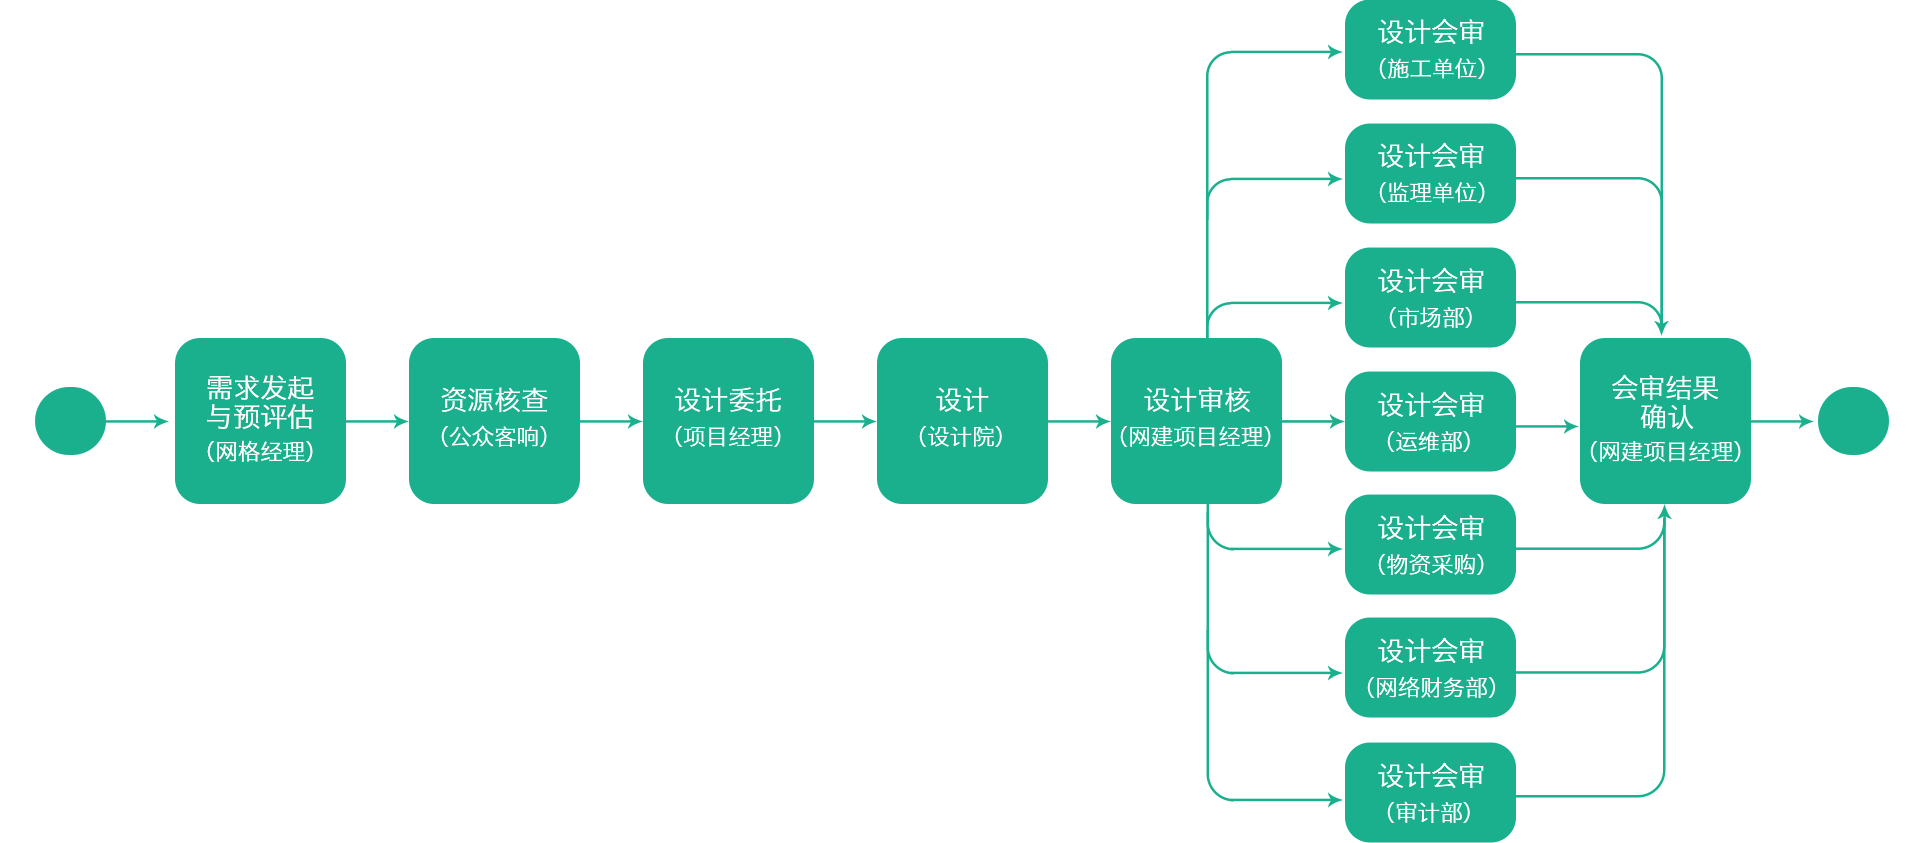 需求发起
与预评估
（网格经理）
资源核查
（公众客响）
设计委托
（项目经理）
设计
（设计院）
设计审核
（网建项目经理）
设计会审
（施工单位）
设计会审
（监理单位）
设计会审
（市场部）
设计会审
（运维部）
设计会审
（物资采购）
设计会审
（网络财务部）
设计会审
（审计部）
会审结果
确认
（网建项目经理）